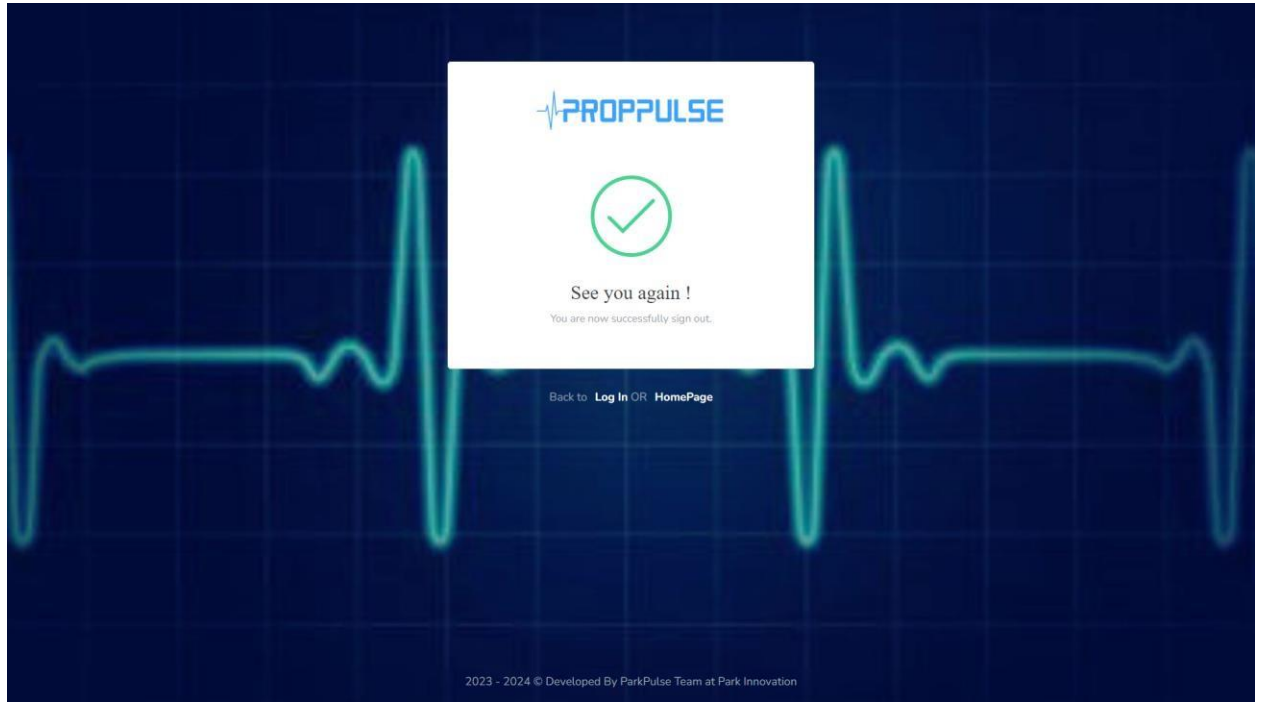 PROPPULSE
See you again !
You are now successfully sign out.
Back to Log In OR HomePage
2023 - 2024 © Developed By ParkPulse Team at Park Innovation